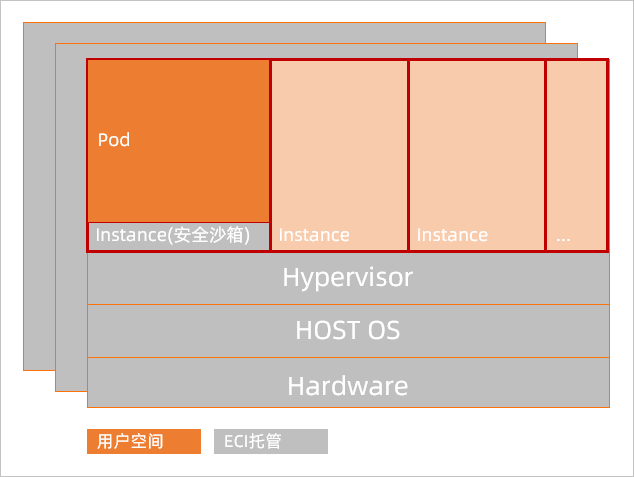 Pod
Instance(安全沙箱)
Instance
Instance
...
Hypervisor
HOST OS
Hardware
用户空间
ECI托管